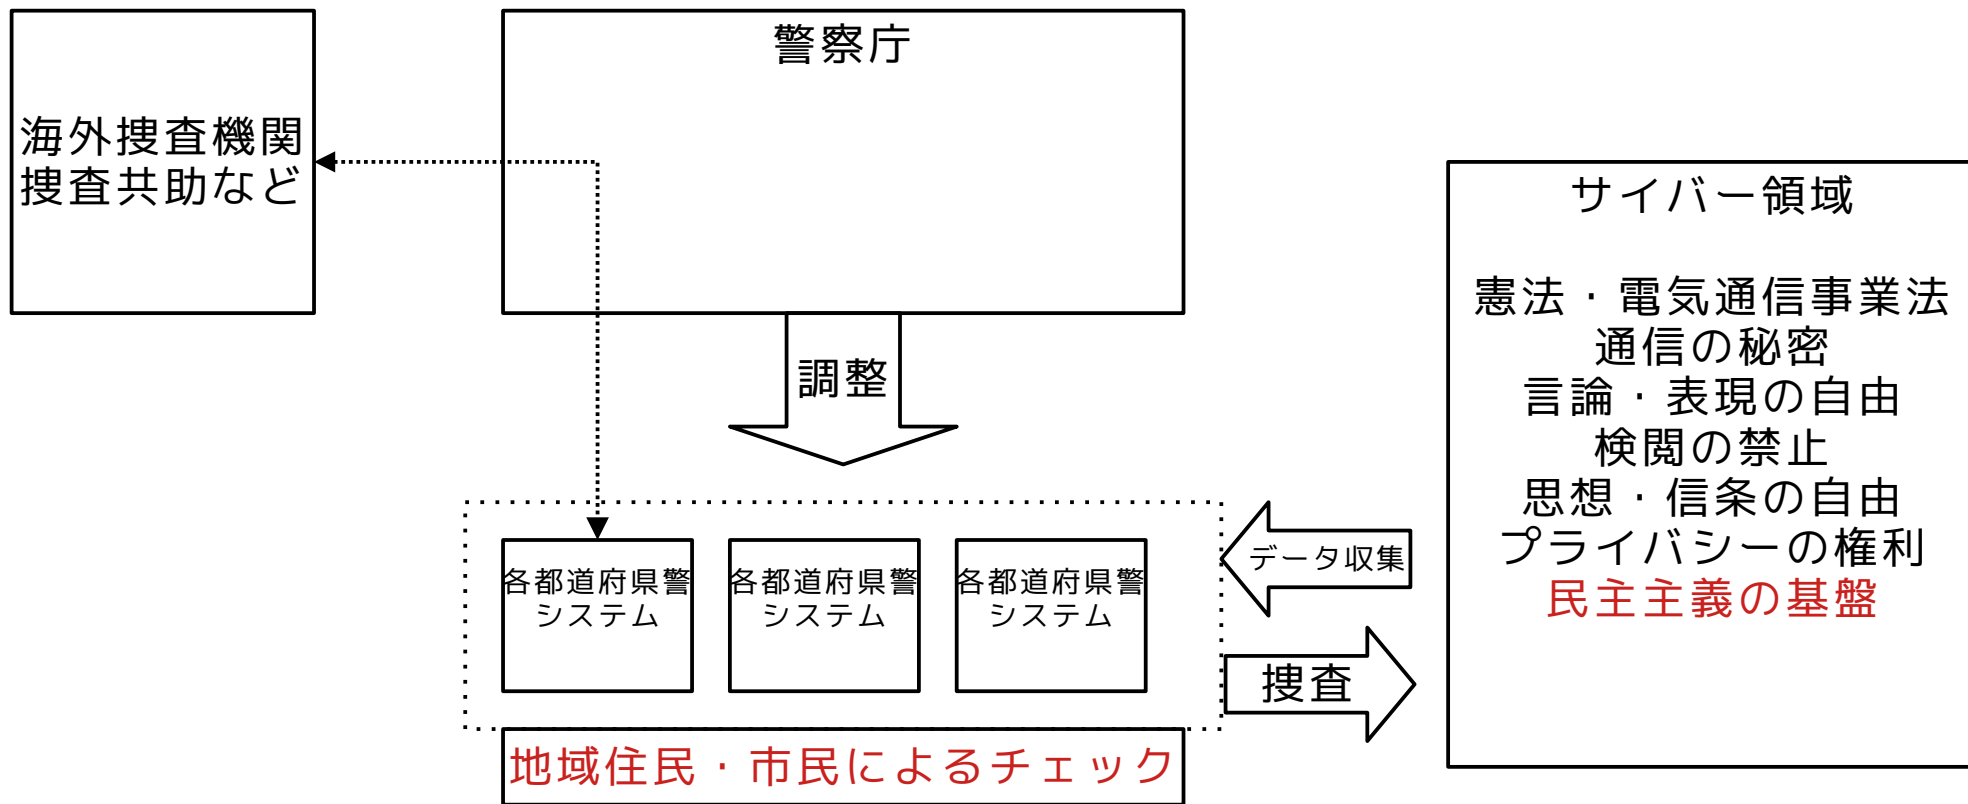 警察庁
海外捜査機関
捜査共助など
調整
各都道府県警
システム
各都道府県警
システム
各都道府県警
システム
地域住民・市民によるチェック
データ収集
捜査
サイバー領域
憲法・電気通信事業法
通信の秘密
言論・表現の自由
検閲の禁止
思想・信条の自由
プライバシーの権利
民主主義の基盤